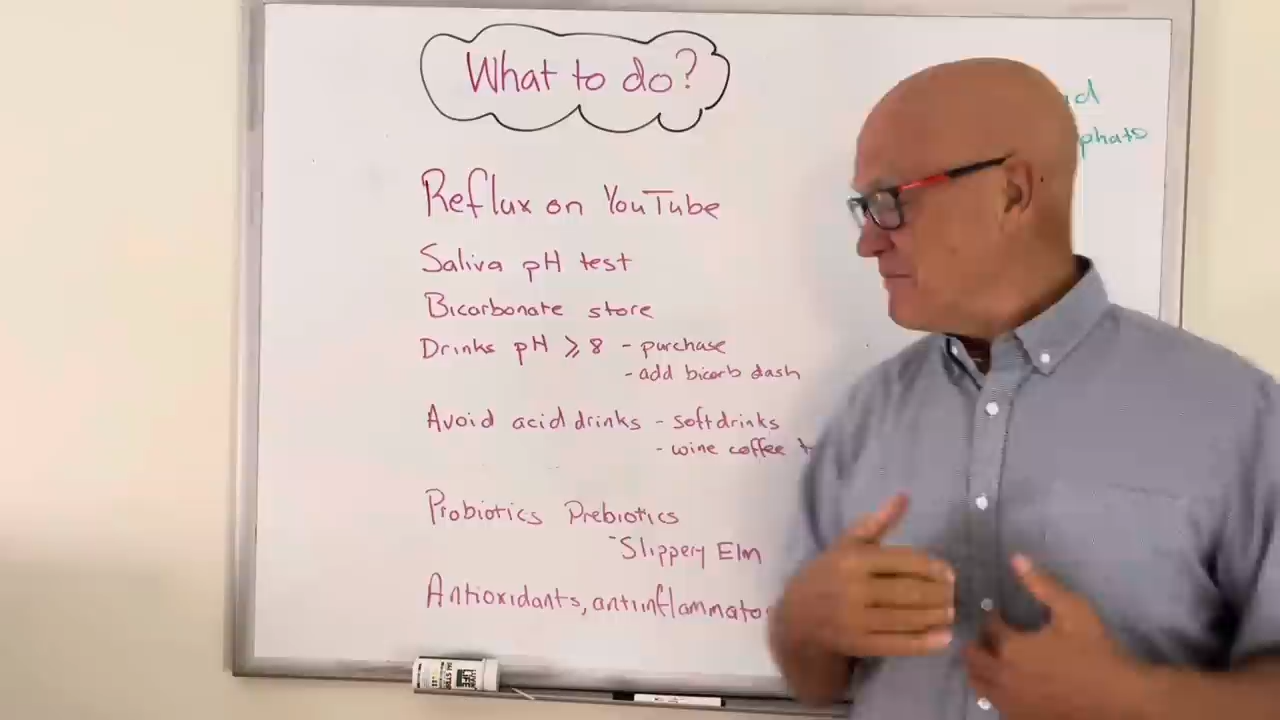 What to do?
Reflux on YouTube
Saliva pH test
Bicarbonate store
Drinks pH ⩾ 8 - purchase
- add bicarb dash
Avoid acid drinks - softdrinks
- wine coffee
Probiotics Prebiotics
- Slippery Elm
Antioxidants,
LIFE